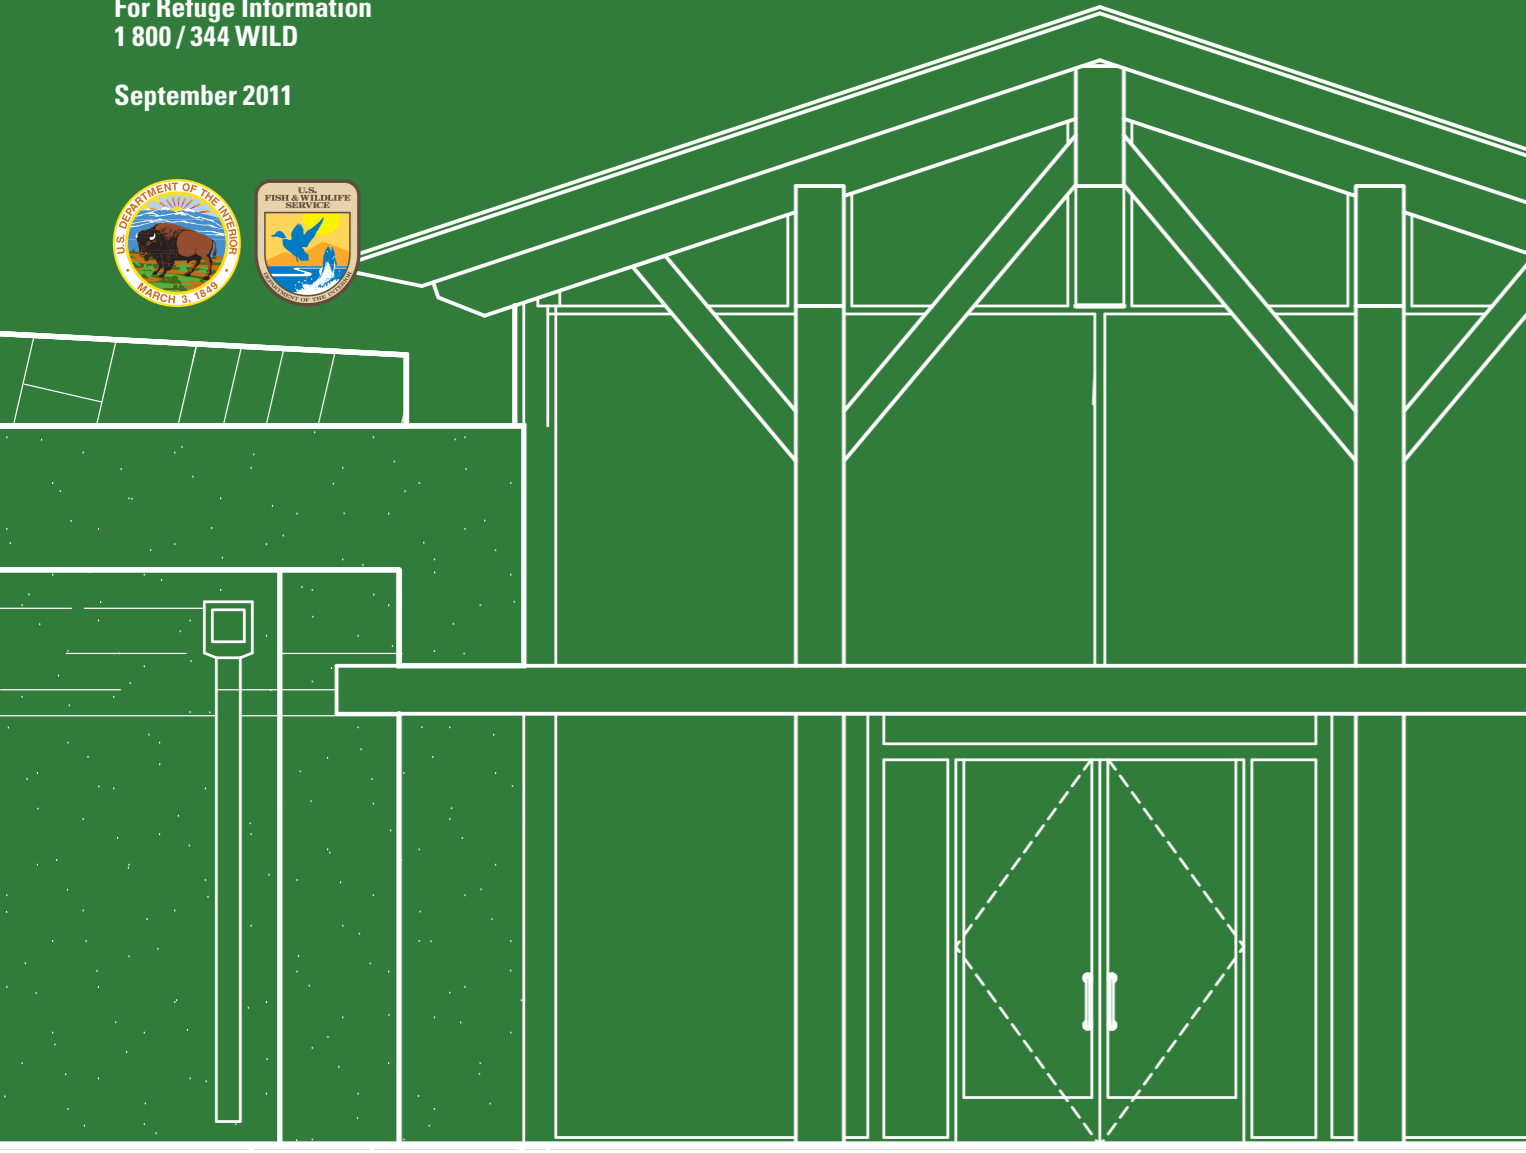 For Refuge Information
1 800 / 344 WILD
September 2011
U.S. DEPARTMENT OF THE INTERIOR
MARCH 3, 1849
U.S.
FISH & WILDLIFE
SERVICE
DEPARTMENT OF THE INTERIOR